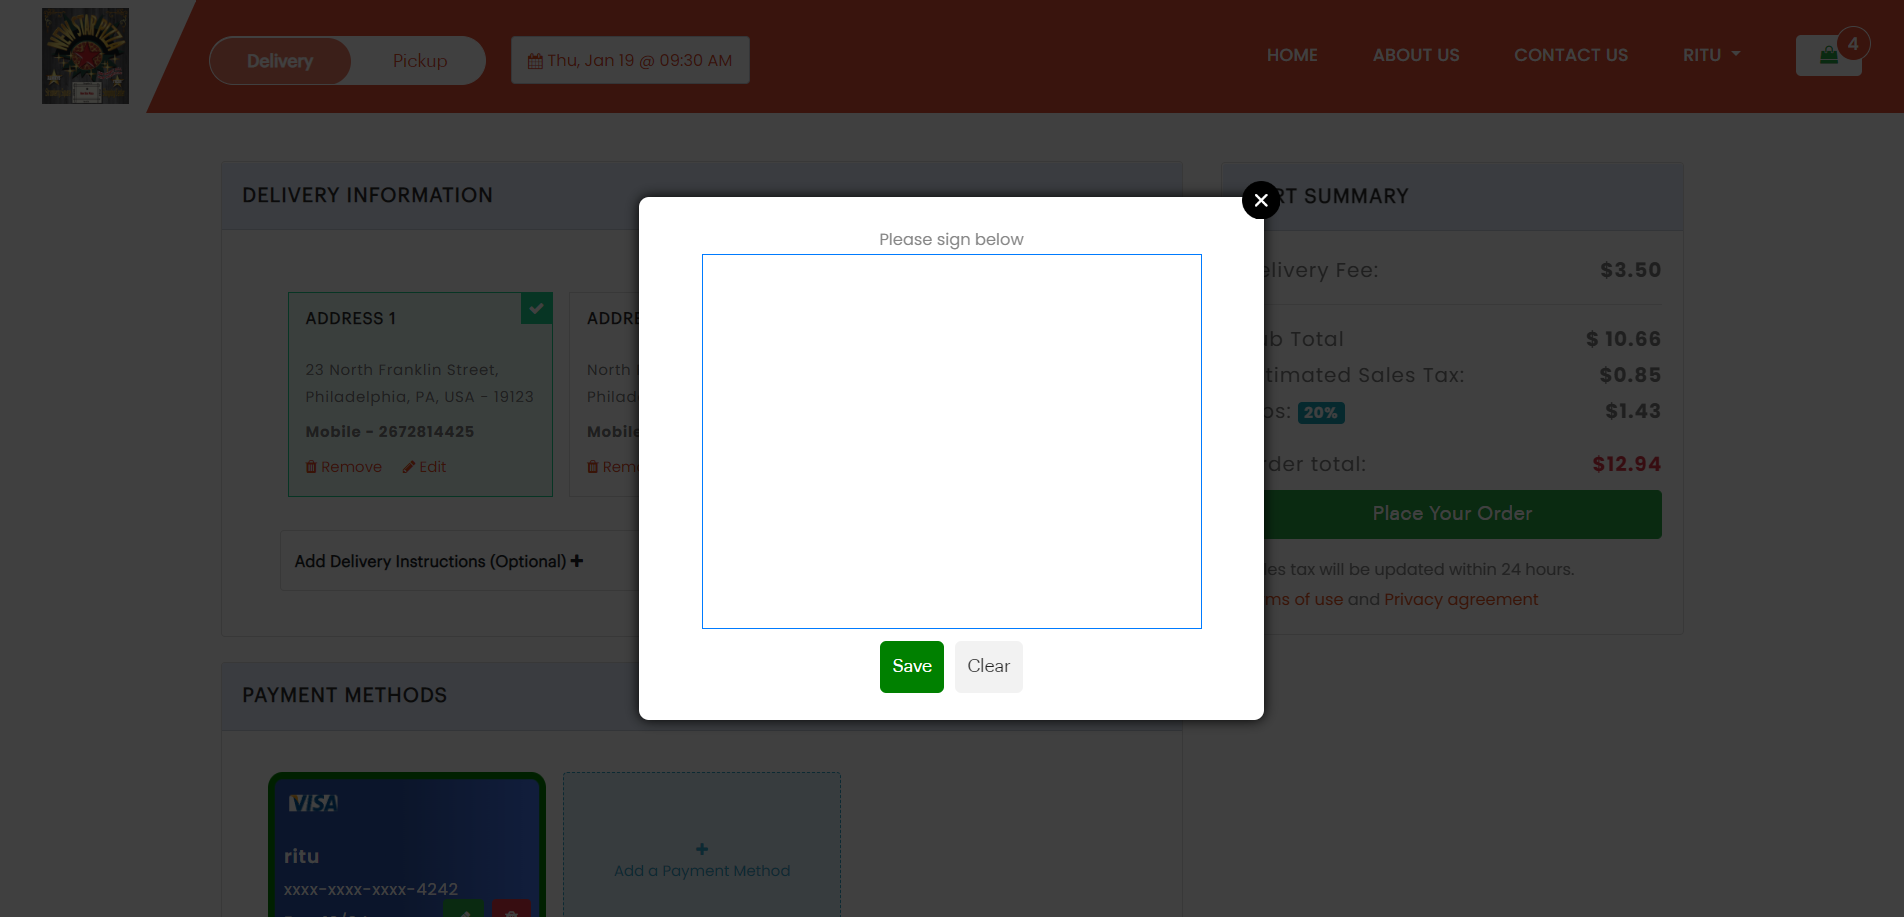 NEW STAR PIZZA
Delivery
Pickup
Thu, Jan 19 @ 09:30 AM
HOME
ABOUT US
CONTACT US
RITU
4
DELIVERY INFORMATION
RT SUMMARY
Please sign below
elivery Fee:
$3.50
ADDRESS 1
ADDRE
23 North Franklin Street,
Philadelphia, PA, USA - 19123
Mobile - 2672814425
Remove
Edit
North
Philad
Mobile
Rem
b Total
$ 10.66
timated Sales Tax:
$0.85
os: 20%
$1.43
der total:
$12.94
Place Your Order
Add Delivery Instructions (Optional)
es tax will be updated within 24 hours.
ms of use and Privacy agreement
Save
Clear
PAYMENT METHODS
VISA
ritu
xxxx-xxxx-xxxx-4242
Add a Payment Method